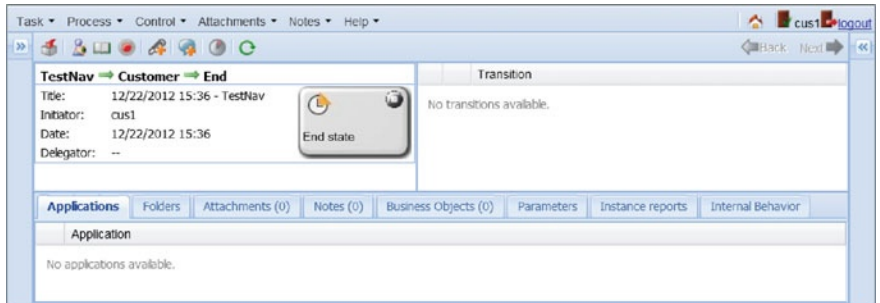 Task Process Control Attachments Notes Help cus1 logout
Back Next
TestNav Customer End
Title: 12/22/2012 15:36 - TestNav
Initiator: cus1
Date: 12/22/2012 15:36
Delegator: --
End state
Transition
No transitions available.
Applications Folders Attachments (0) Notes (0) Business Objects (0) Parameters Instance reports Internal Behavior
Application
No applications available.